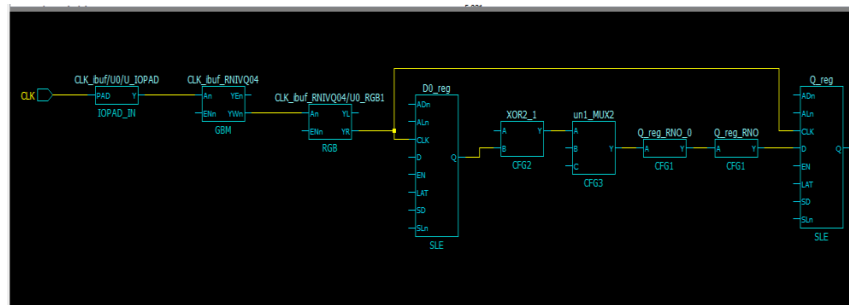 CLK
CLK_ibuf/U0/U_IOPAD
PAD Y
IOPAD_IN
CLK_ibuf_RNIVQ04
An YEn
ENn YWn
GBM
CLK_ibuf_RNIVQ04/U0_RGB1
An YL
ENn YR
RGB
D0_reg
ADn
ALn
CLK
D Q
EN
LAT
SD
SLn
SLE
XOR2_1
A Y
B
CFG2
un1_MUX2
A
B Y
C
CFG3
Q_reg_RNO_0
A Y
CFG1
Q_reg_RNO
A Y
CFG1
Q_reg
ADn
ALn
CLK
D Q
EN
LAT
SD
SLn
SLE